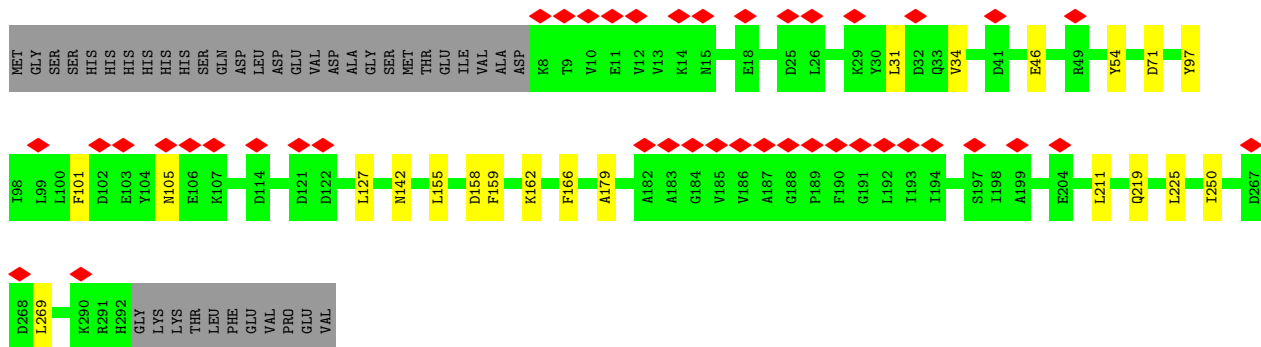 MET GLY SER SER HIS HIS HIS HIS HIS HIS SER GLN ASP LEU ASP GLU VAL ASP ALA GLY SER MET THR GLU ILE VAL ALA ASP K8 T9 V10 E11 V12 V13 K14 N15 E18 D25 L26 K29 Y30 L31 D32 Q33 V34 D41 E46 R49 Y54 D71 Y97
I98 L99 L100 F101 D102 E103 Y104 N105 E106 K107 D114 D121 D122 L127 N142 L155 D158 F159 K162 F166 A179 A182 A183 G184 V185 V186 A187 G188 P189 F190 G191 L192 I193 I194 S197 I198 A199 E204 L211 Q219 L225 I250 D267
D268 L269 K290 R291 H292 GLY LYS LYS THR LEU PHE GLU VAL PRO GLU VAL